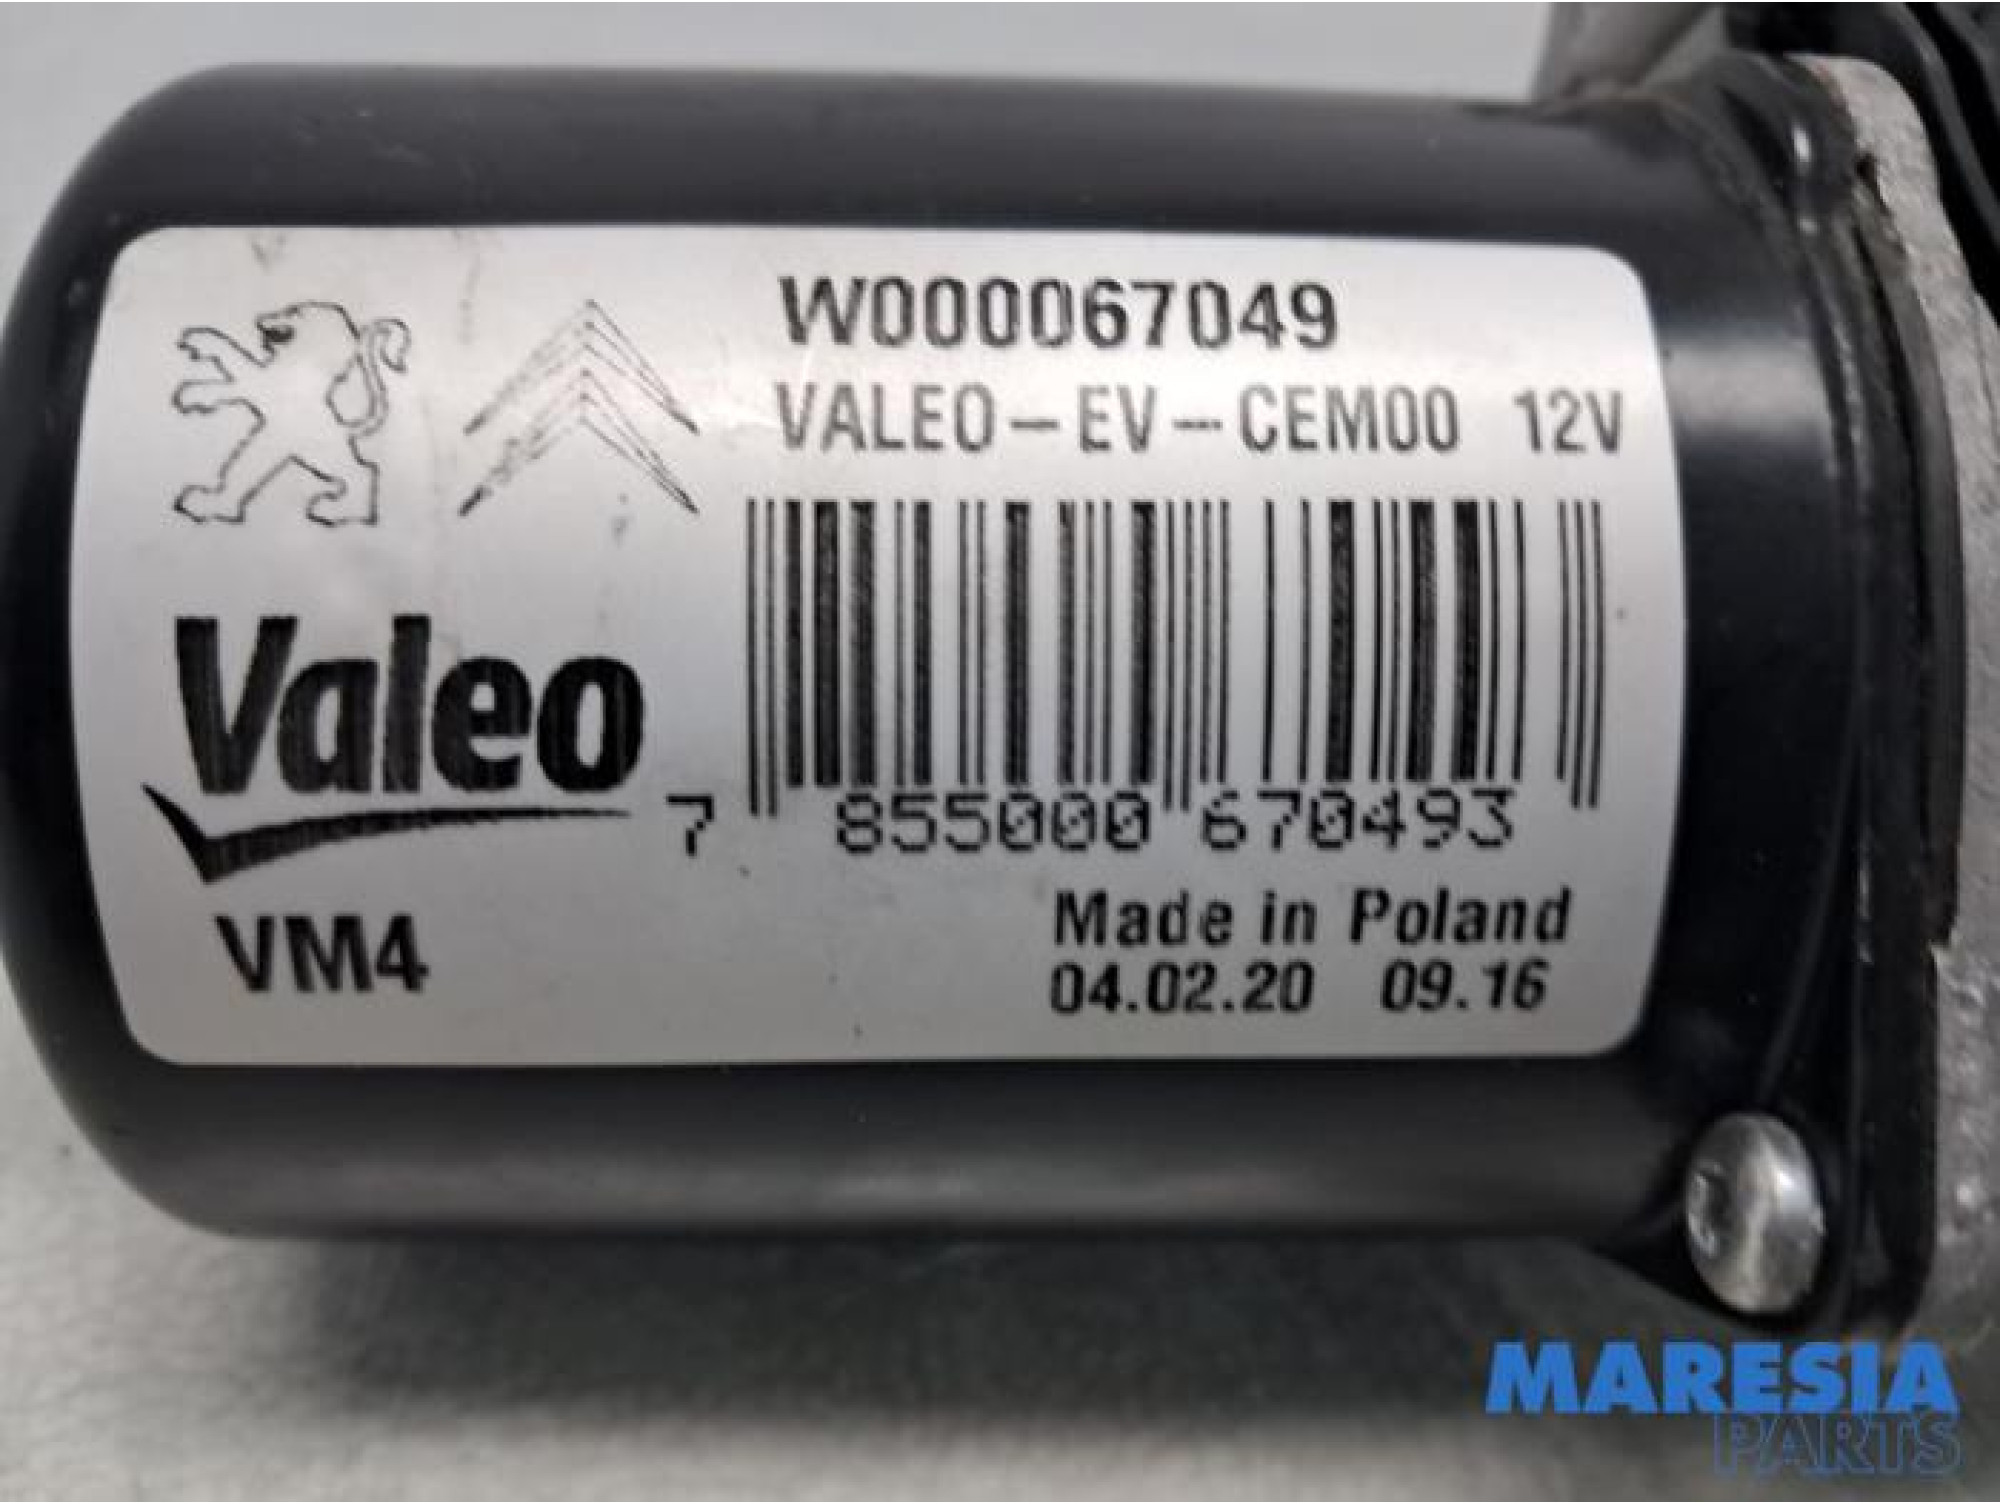 W000067049
VALEO-EV-CEM00 12V
Valeo
7 855000 670493
VM4
Made in Poland
04.02.20 09.16
MARESIA
PARTS